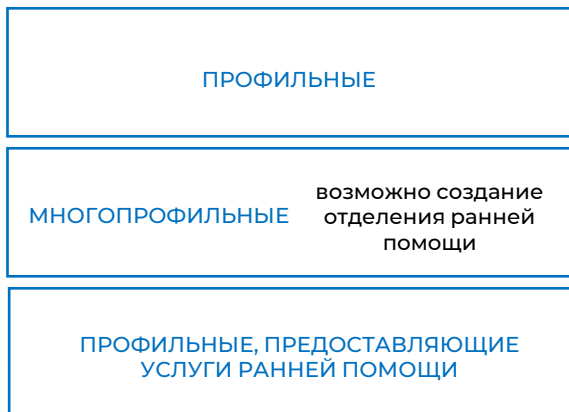 ПРОФИЛЬНЫЕ
МНОГОПРОФИЛЬНЫЕ
возможно создание
отделения ранней
помощи
ПРОФИЛЬНЫЕ, ПРЕДОСТАВЛЯЮЩИЕ
УСЛУГИ РАННЕЙ ПОМОЩИ